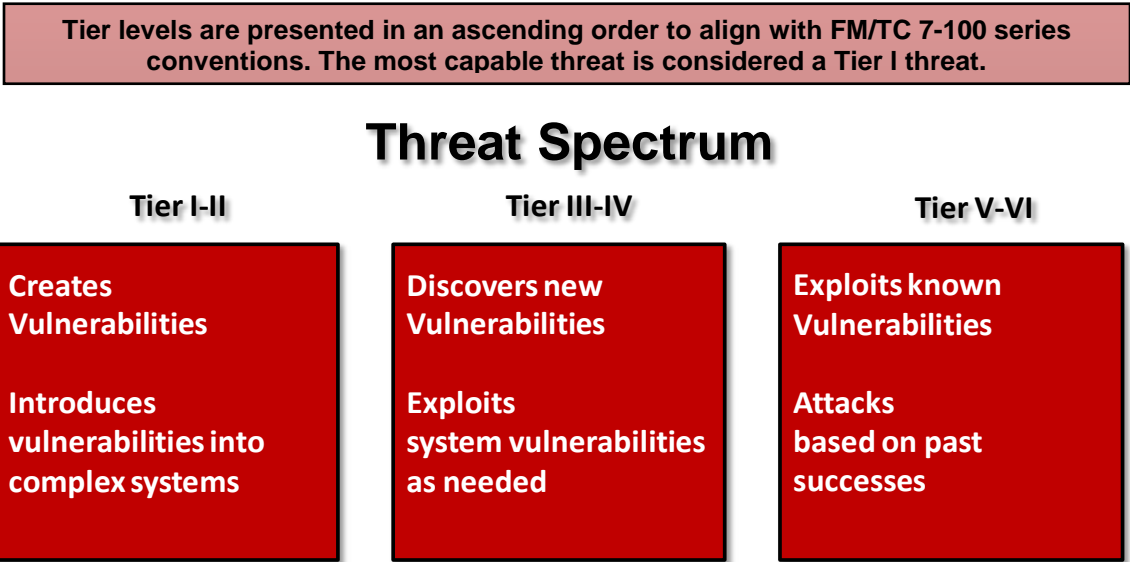 Tier levels are presented in an ascending order to align with FM/TC 7-100 series
conventions. The most capable threat is considered a Tier I threat.
Threat Spectrum
Tier I-II
Creates
Vulnerabilities
Introduces
vulnerabilities into
complex systems
Tier III-IV
Discovers new
Vulnerabilities
Exploits
system vulnerabilities
as needed
Tier V-VI
Exploits known
Vulnerabilities
Attacks
based on past
successes